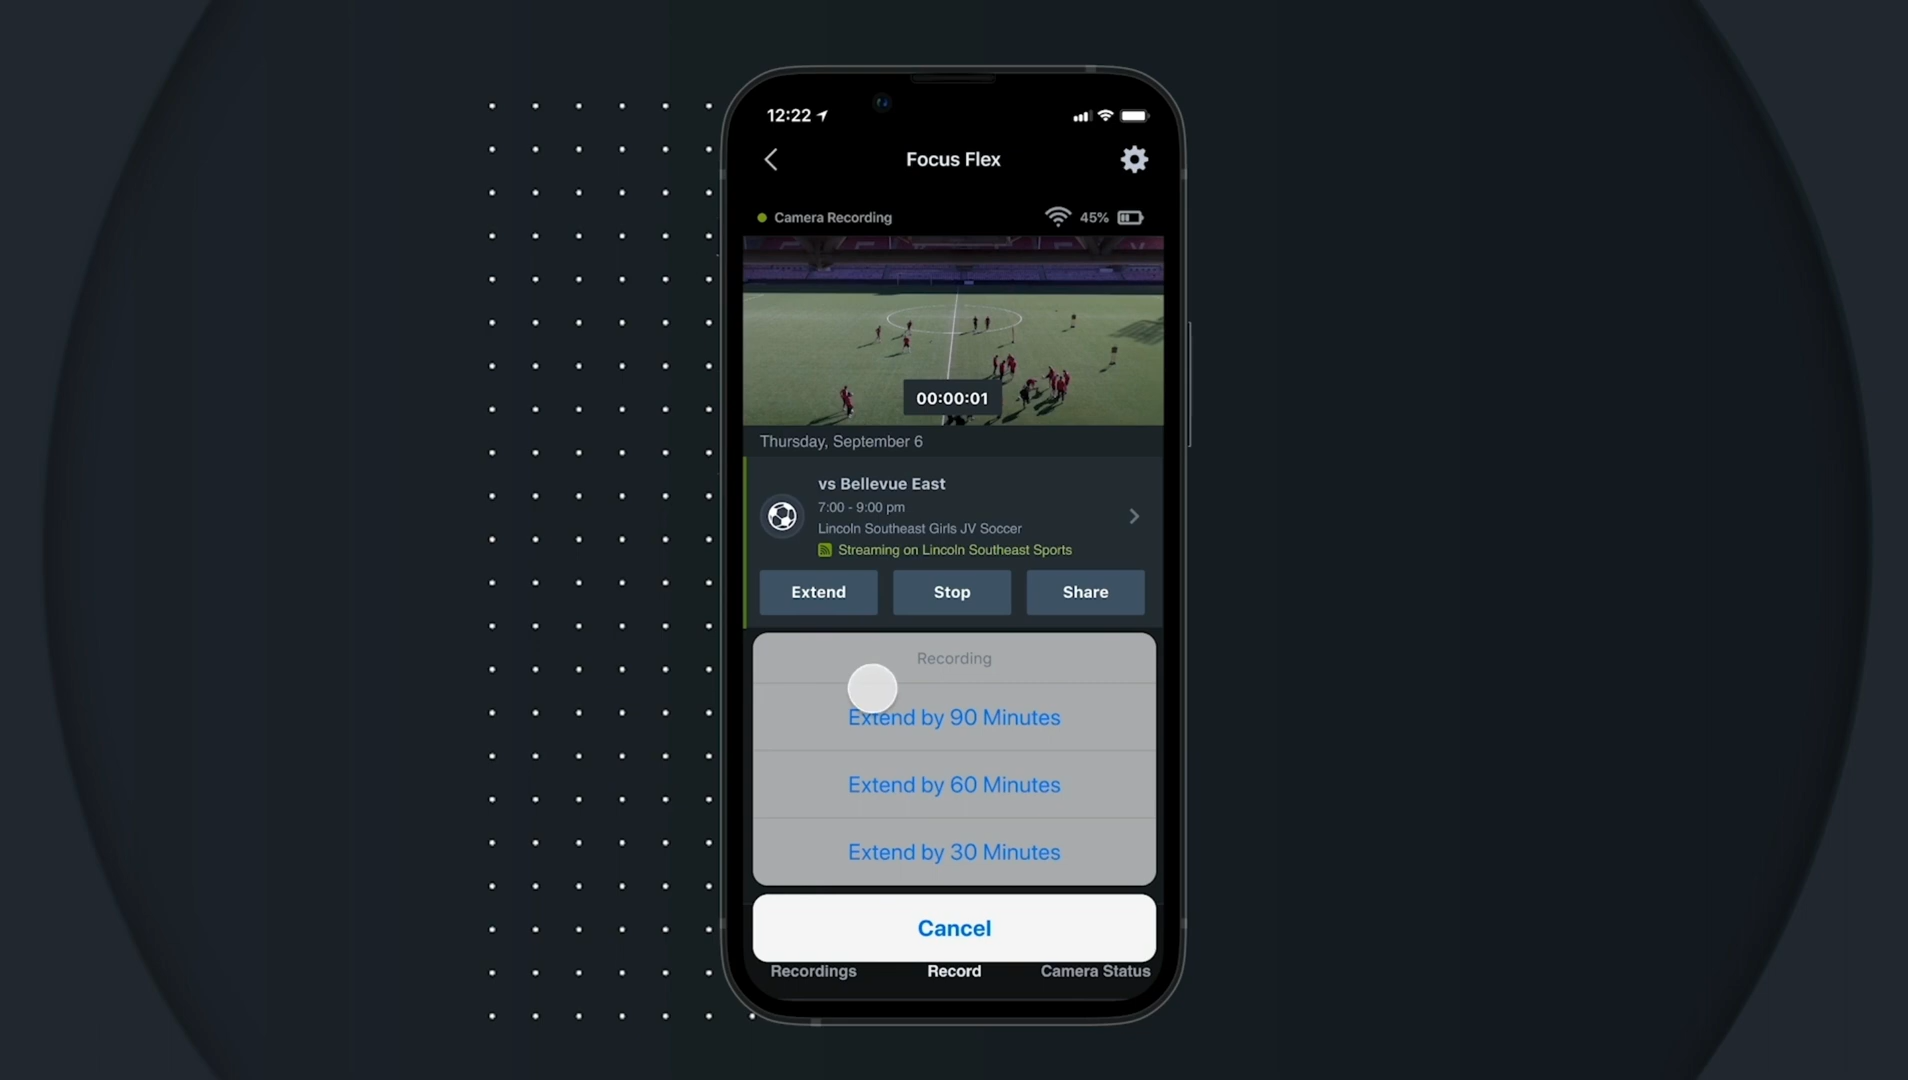 12:22
Focus Flex
Camera Recording
45%
00:00:01
Thursday, September 6
vs Bellevue East
7:00 - 9:00 pm
Lincoln Southeast Girls JV Soccer
Streaming on Lincoln Southeast Sports
Extend
Stop
Share
Recording
Extend by 90 Minutes
Extend by 60 Minutes
Extend by 30 Minutes
Cancel
Recordings
Record
Camera Status